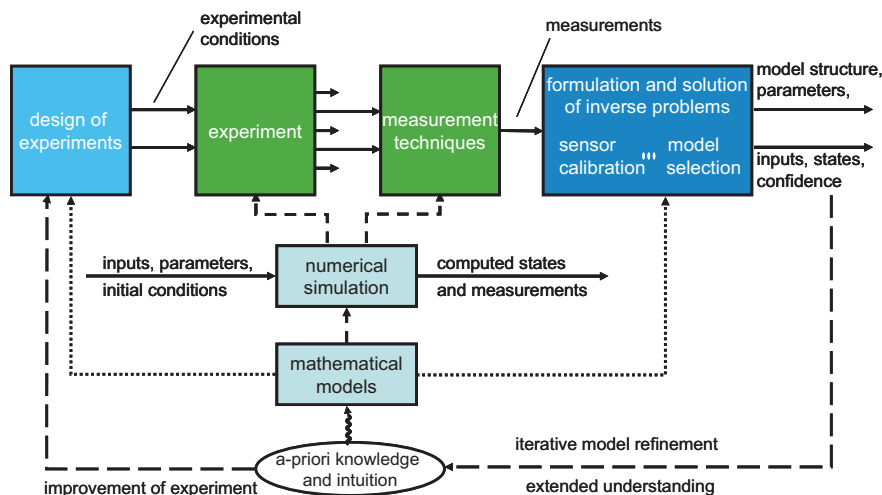 experimental
conditions
measurements
design of
experiments
experiment
measurement
techniques
formulation and solution
of inverse problems
sensor
calibration
model
selection
model structure,
parameters,
inputs, states,
confidence
inputs, parameters,
initial conditions
numerical
simulation
computed states
and measurements
mathematical
models
a-priori knowledge
and intuition
iterative model refinement
improvement of experiment
extended understanding